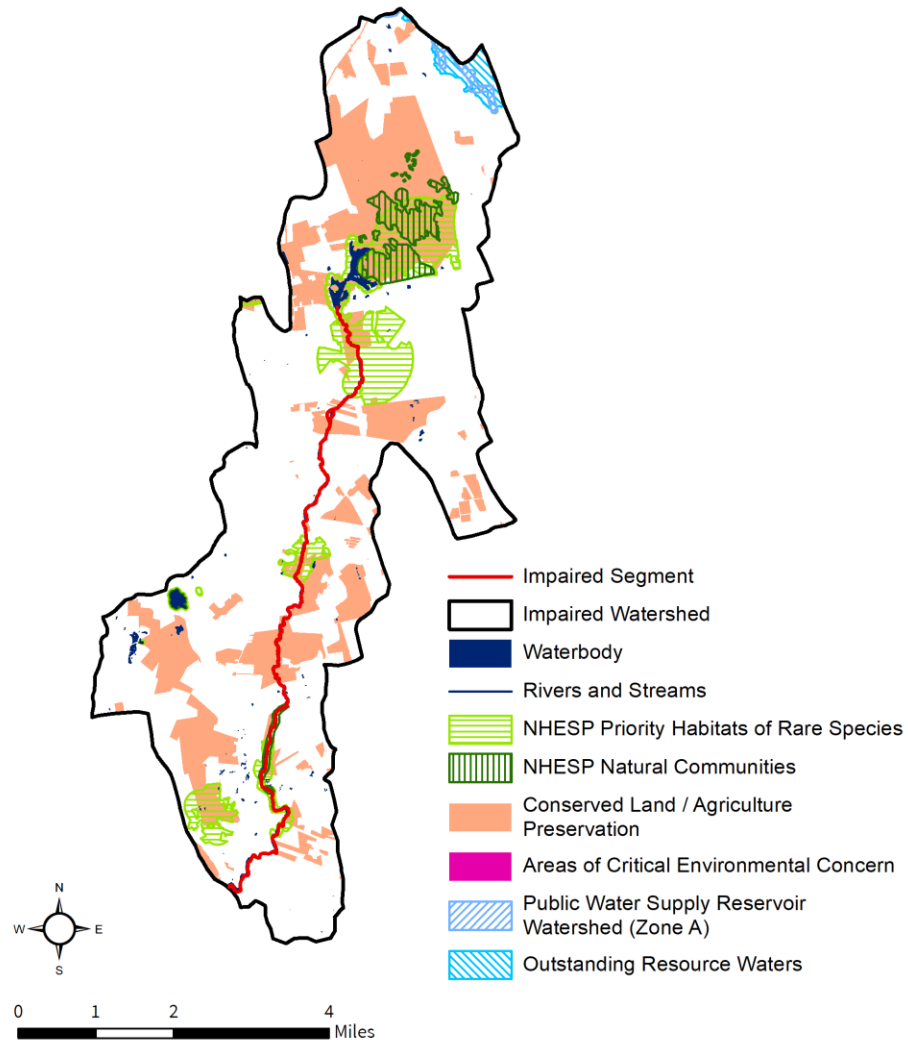 Impaired Segment
Impaired Watershed
Waterbody
Rivers and Streams
NHESP Priority Habitats of Rare Species
NHESP Natural Communities
Conserved Land / Agriculture
Preservation
Areas of Critical Environmental Concern
Public Water Supply Reservoir
Watershed (Zone A)
Outstanding Resource Waters
N
W E
S
0 1 2 4
Miles